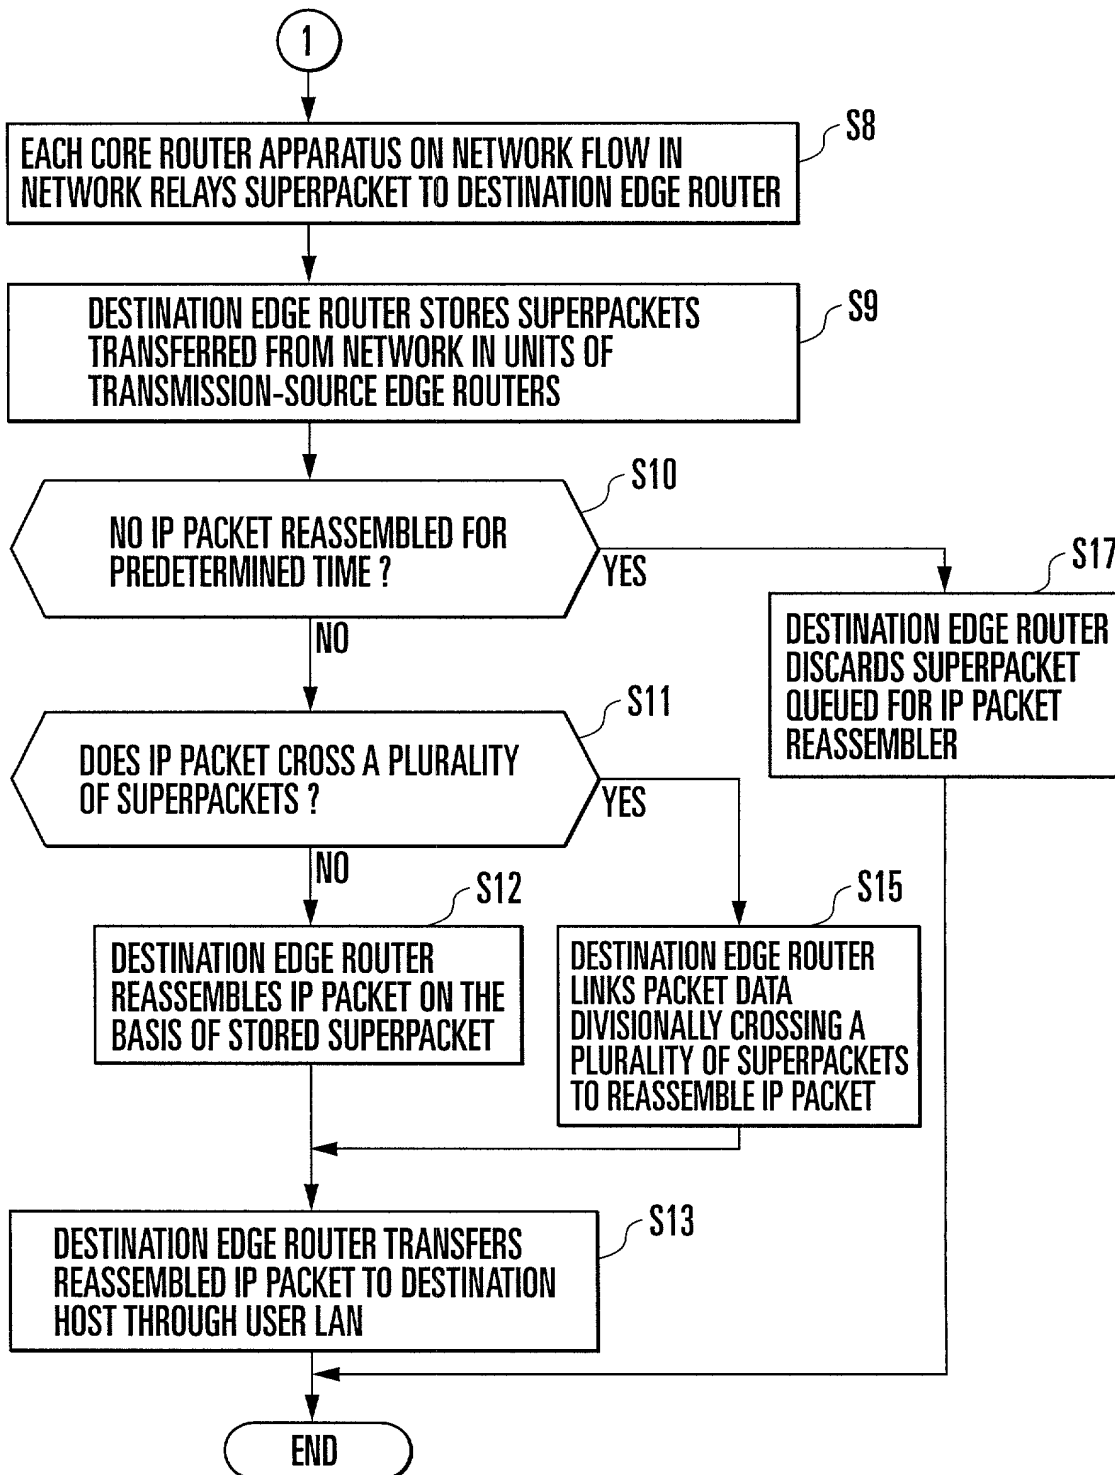 1
S8
EACH CORE ROUTER APPARATUS ON NETWORK FLOW IN
NETWORK RELAYS SUPERPACKET TO DESTINATION EDGE ROUTER
S9
DESTINATION EDGE ROUTER STORES SUPERPACKETS
TRANSFERRED FROM NETWORK IN UNITS OF
TRANSMISSION-SOURCE EDGE ROUTERS
S10
NO IP PACKET REASSEMBLED FOR
PREDETERMINED TIME ?
YES
NO
S17
DESTINATION EDGE ROUTER
DISCARDS SUPERPACKET
QUEUED FOR IP PACKET
REASSEMBLER
S11
DOES IP PACKET CROSS A PLURALITY
OF SUPERPACKETS ?
YES
NO
S12
DESTINATION EDGE ROUTER
REASSEMBLES IP PACKET ON THE
BASIS OF STORED SUPERPACKET
S15
DESTINATION EDGE ROUTER
LINKS PACKET DATA
DIVISIONALLY CROSSING A
PLURALITY OF SUPERPACKETS
TO REASSEMBLE IP PACKET
S13
DESTINATION EDGE ROUTER TRANSFERS
REASSEMBLED IP PACKET TO DESTINATION
HOST THROUGH USER LAN
END